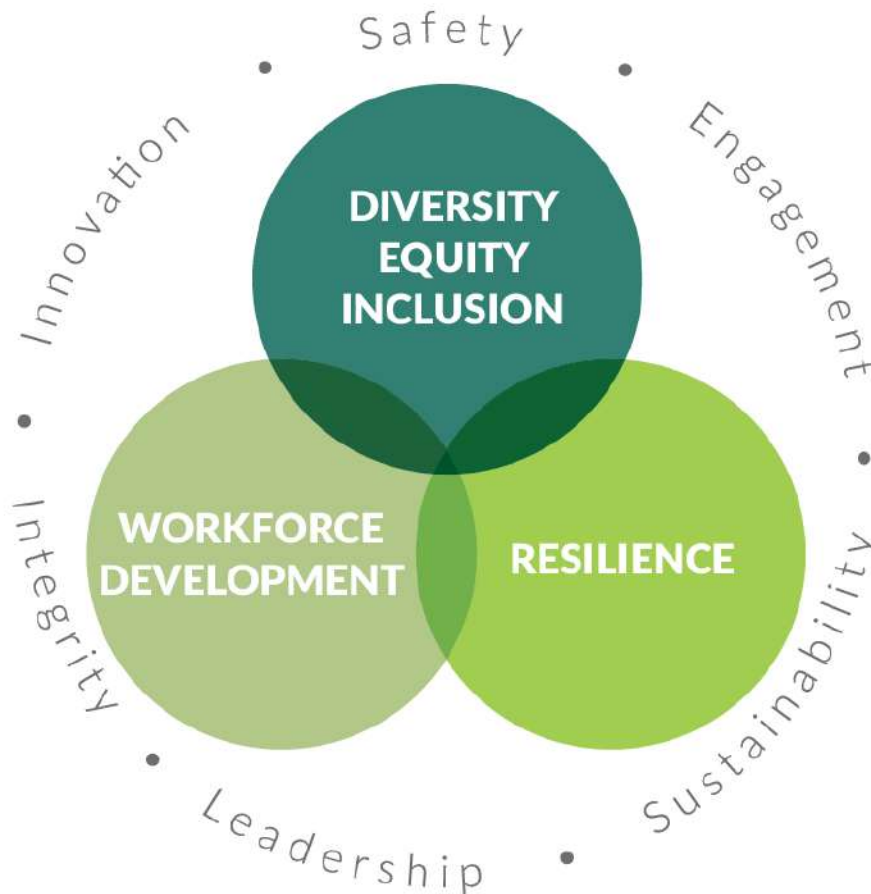 Safety
Engagement
Sustainability
Leadership
Integrity
Innovation
DIVERSITY
EQUITY
INCLUSION
WORKFORCE
DEVELOPMENT
RESILIENCE